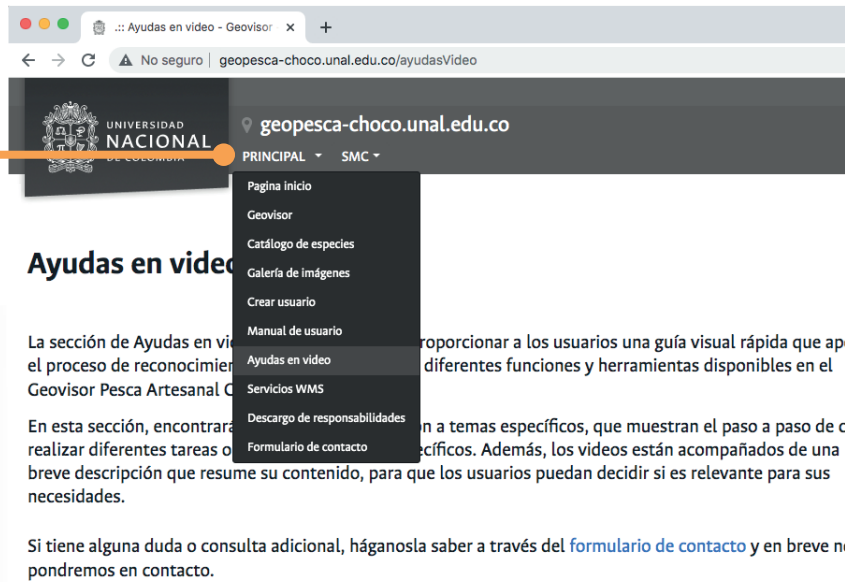 .:: Ayudas en video - Geovisor
No seguro geopesca-choco.unal.edu.co/ayudasVideo
UNIVERSIDAD
NACIONAL
DE COLOMBIA
geopesca-choco.unal.edu.co
PRINCIPAL SMC
Pagina inicio
Geovisor
Catálogo de especies
Galería de imágenes
Crear usuario
Manual de usuario
Ayudas en video
Servicios WMS
Descargo de responsabilidades
Formulario de contacto
Ayudas en video
La sección de Ayudas en roporcionar a los usuarios una guía visual rápida que
el proceso de diferentes funciones y herramientas disponibles en el
Geovisor Pesca Artesanal
En esta sección, encontrará a temas específicos, que muestran el paso a paso de
realizar diferentes tareas o ecíficos. Además, los videos están acompañados de una
breve descripción que resume su contenido, para que los usuarios puedan decidir si es relevante para sus
necesidades.
Si tiene alguna duda o consulta adicional, háganosla saber a través del formulario de contacto y en breve
pondremos en contacto.